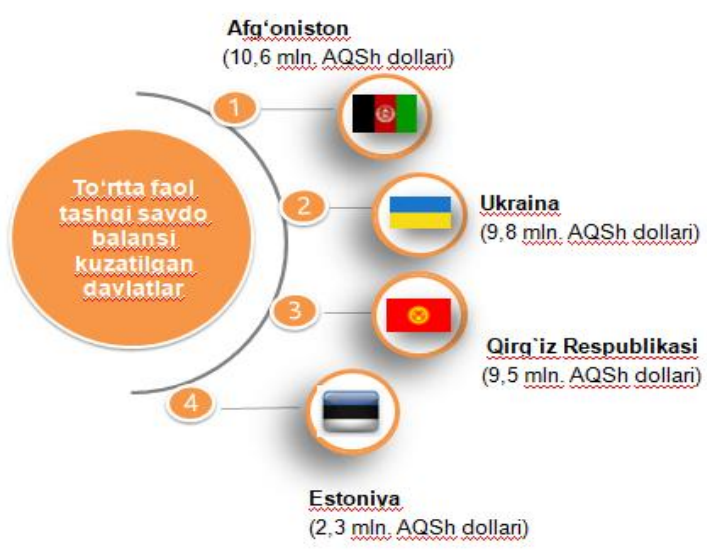 Afg‘oniston
(10,6 mln. AQSh dollari)
1
To‘rtta faol
tashqi savdo
balansi
kuzatilgan
davlatlar
2
Ukraina
(9,8 mln. AQSh dollari)
3
Qirg`iz Respublikasi
(9,5 mln. AQSh dollari)
4
Estoniya
(2,3 mln. AQSh dollari)